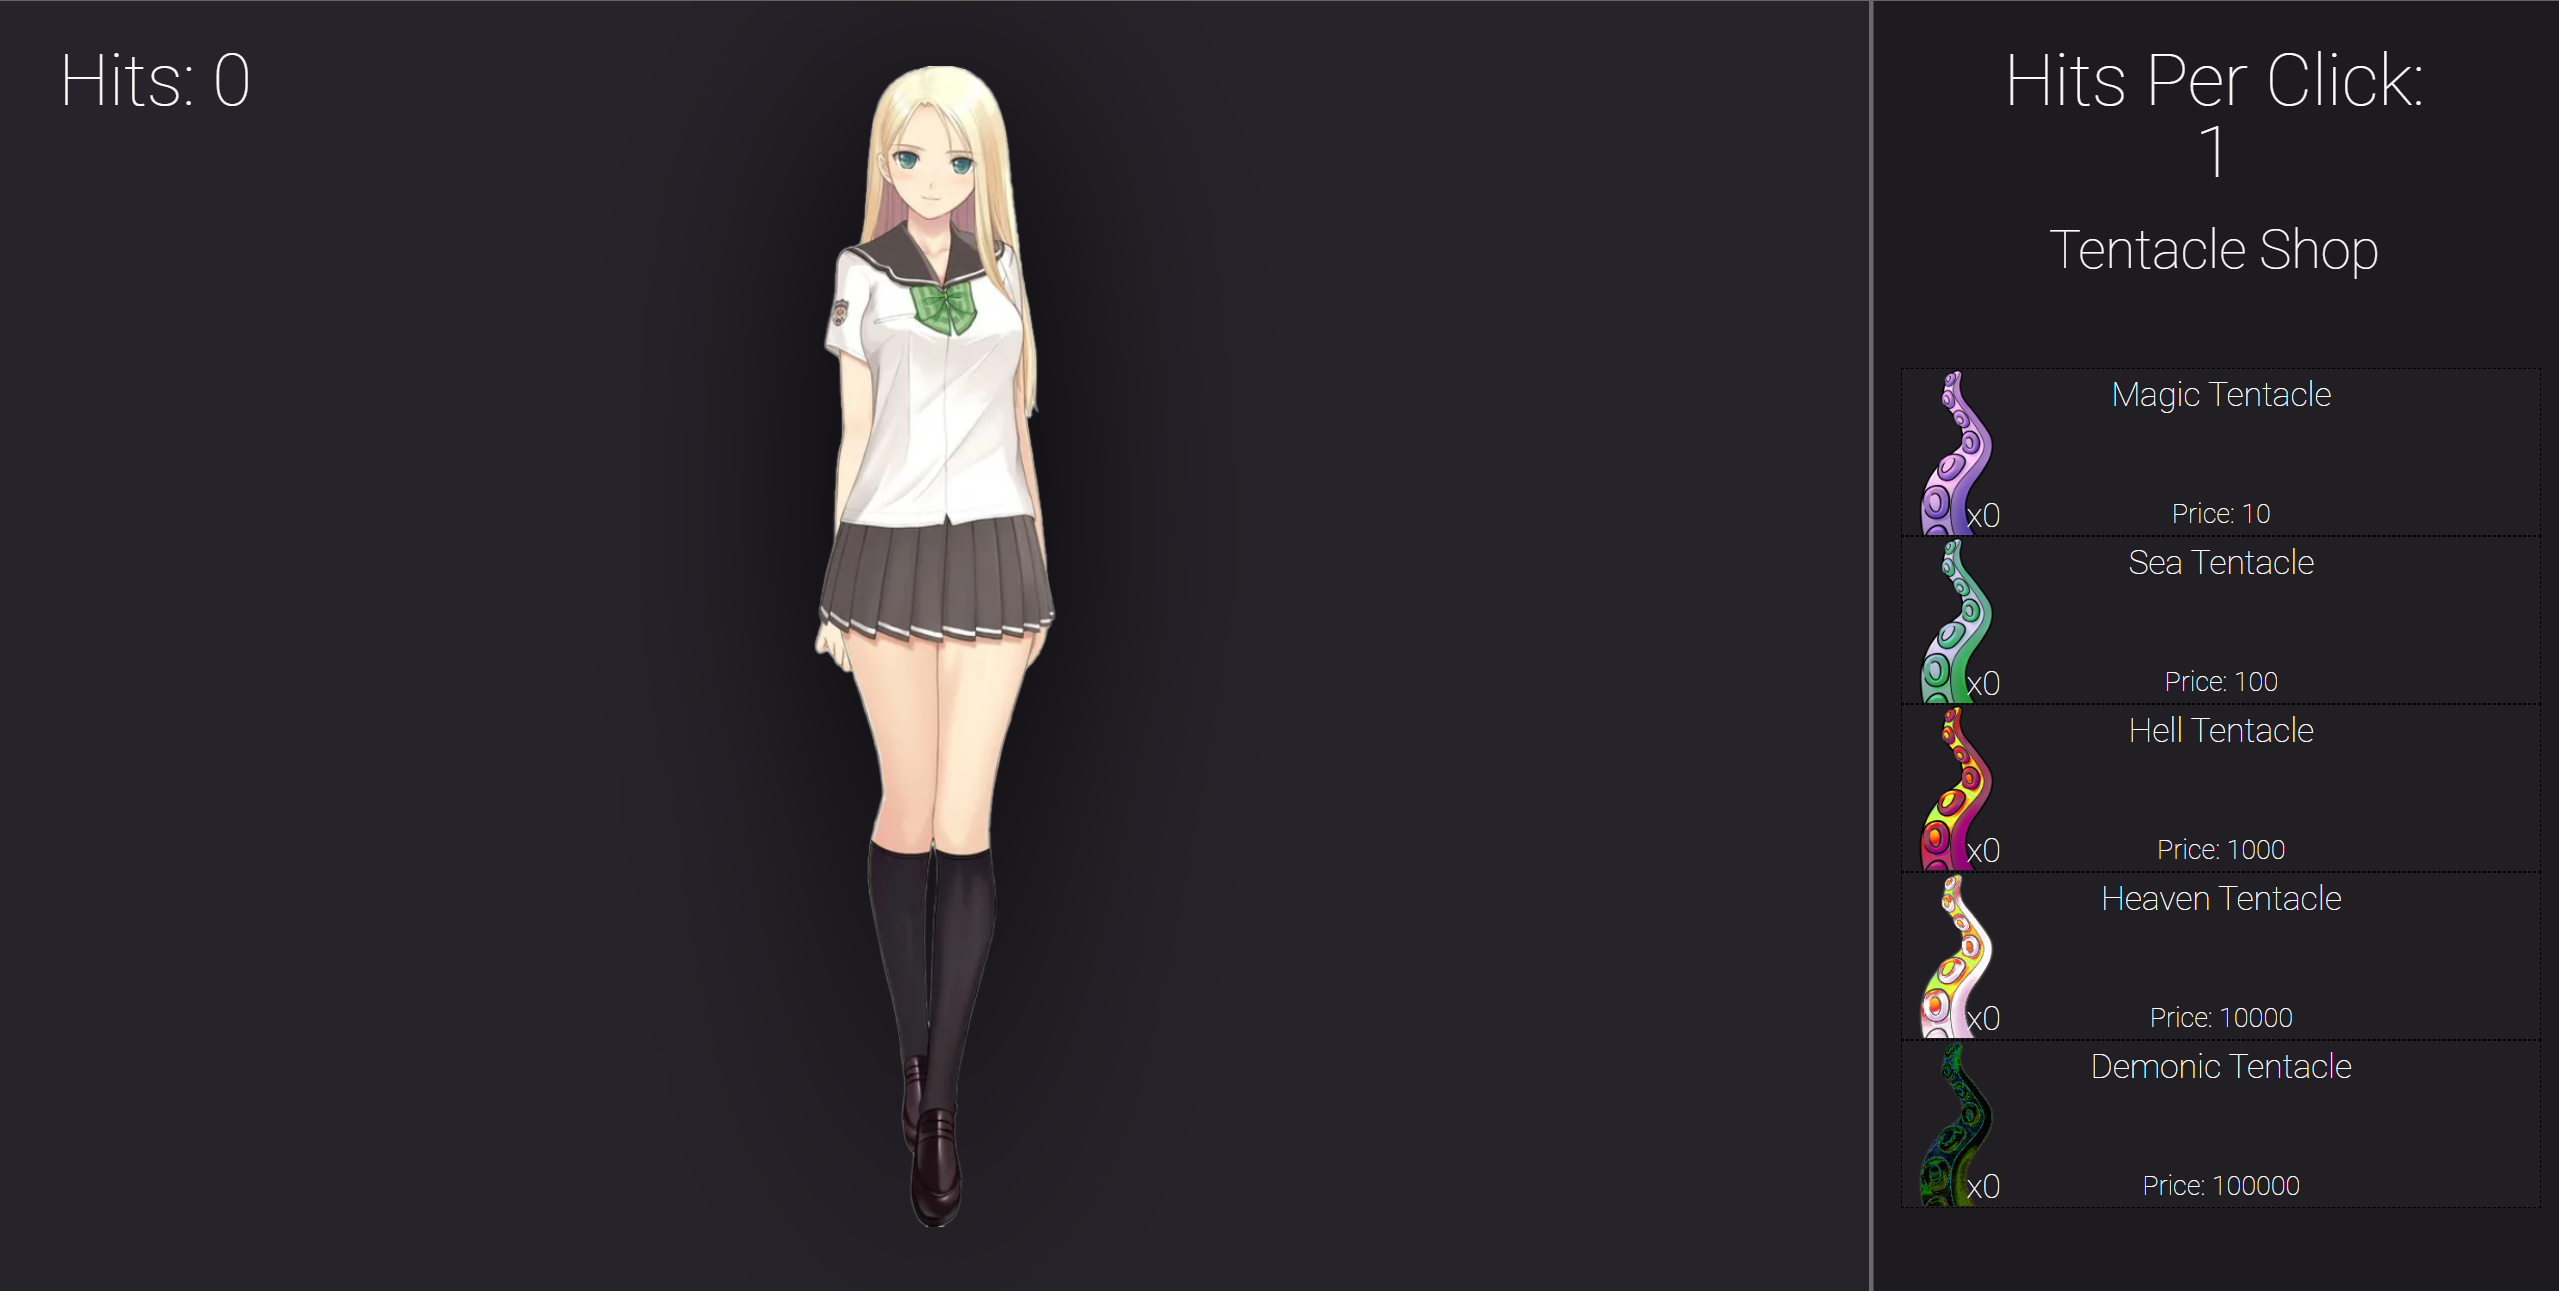 Hits: 0
Hits Per Click:
1
Tentacle Shop
Magic Tentacle
x0
Price: 10
Sea Tentacle
x0
Price: 100
Hell Tentacle
x0
Price: 1000
Heaven Tentacle
x0
Price: 10000
Demonic Tentacle
x0
Price: 100000